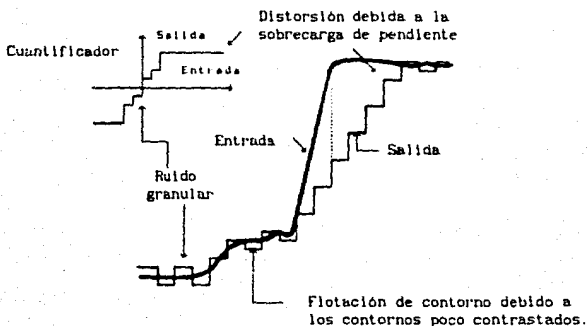 Cuantificador
Salida
Entrada
Distorsión debida a la
sobrecarga de pendiente
Entrada
Salida
Ruido
granular
Flotación de contorno debido a
los contornos poco contrastados.